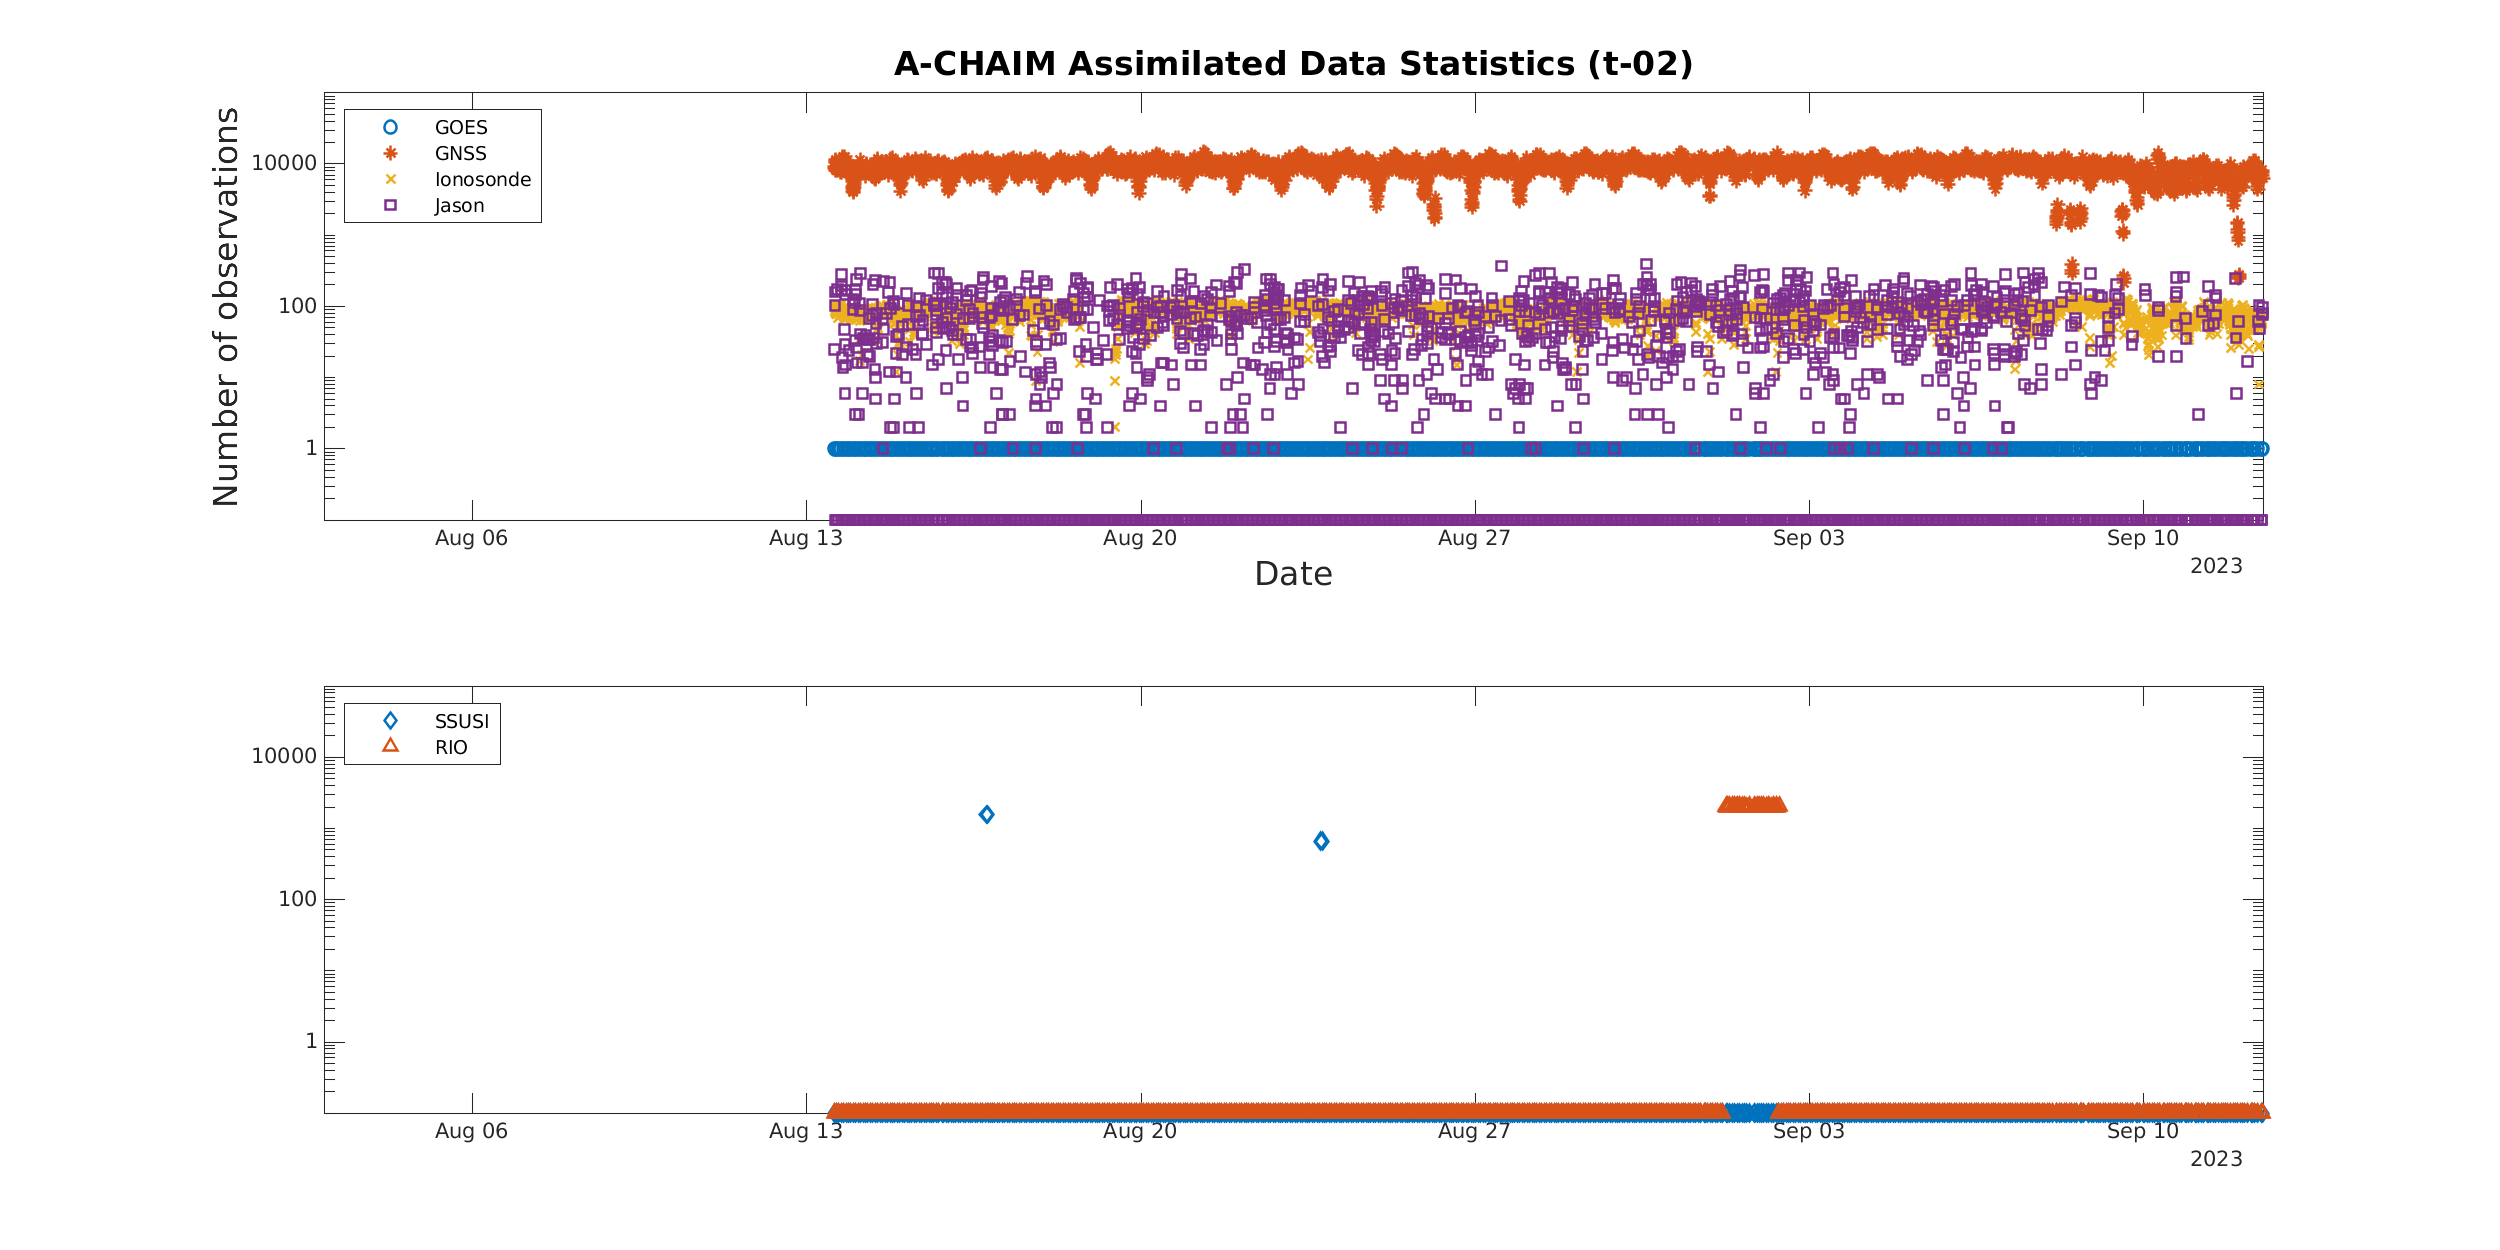 A-CHAIM Assimilated Data Statistics (t-02)
Number of observations
10000
100
1
GOES
GNSS
Ionosonde
Jason
Aug 06 Aug 13 Aug 20 Aug 27 Sep 03 Sep 10
2023
Date
10000
100
1
SSUSI
RIO
Aug 06 Aug 13 Aug 20 Aug 27 Sep 03 Sep 10
2023